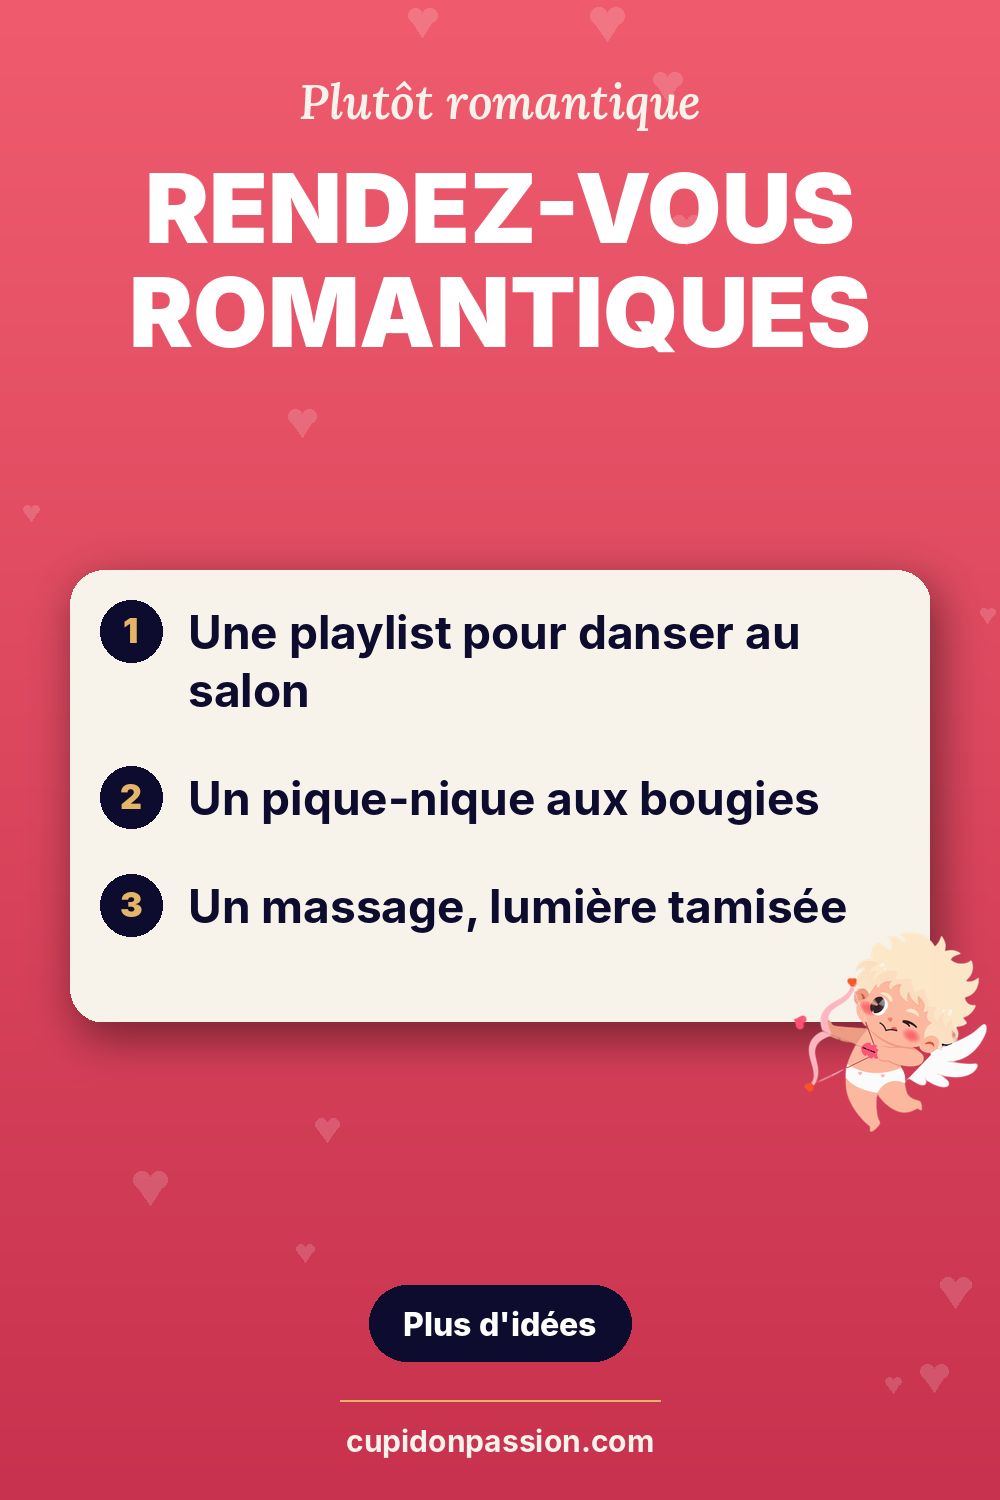 Plutôt romantique
RENDEZ-VOUS
ROMANTIQUES
1 Une playlist pour danser au
salon
2 Un pique-nique aux bougies
3 Un massage, lumière tamisée
Plus d'idées
cupidonpassion.com